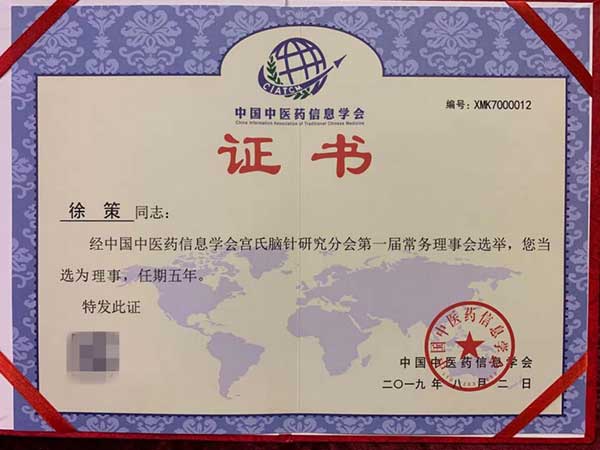 CIATCM
中国中医药信息学会
China Information Association of Traditional Chinese Medicine
编号：XMK7000012
证书
徐 策 同志：
经中国中医药信息学会宫氏脑针研究分会第一届常务理事会选举，您当
选为理事，任期五年。
特发此证
中国中医药信息学会
中国中医药信息学会
二〇一九年 八 月 二 日